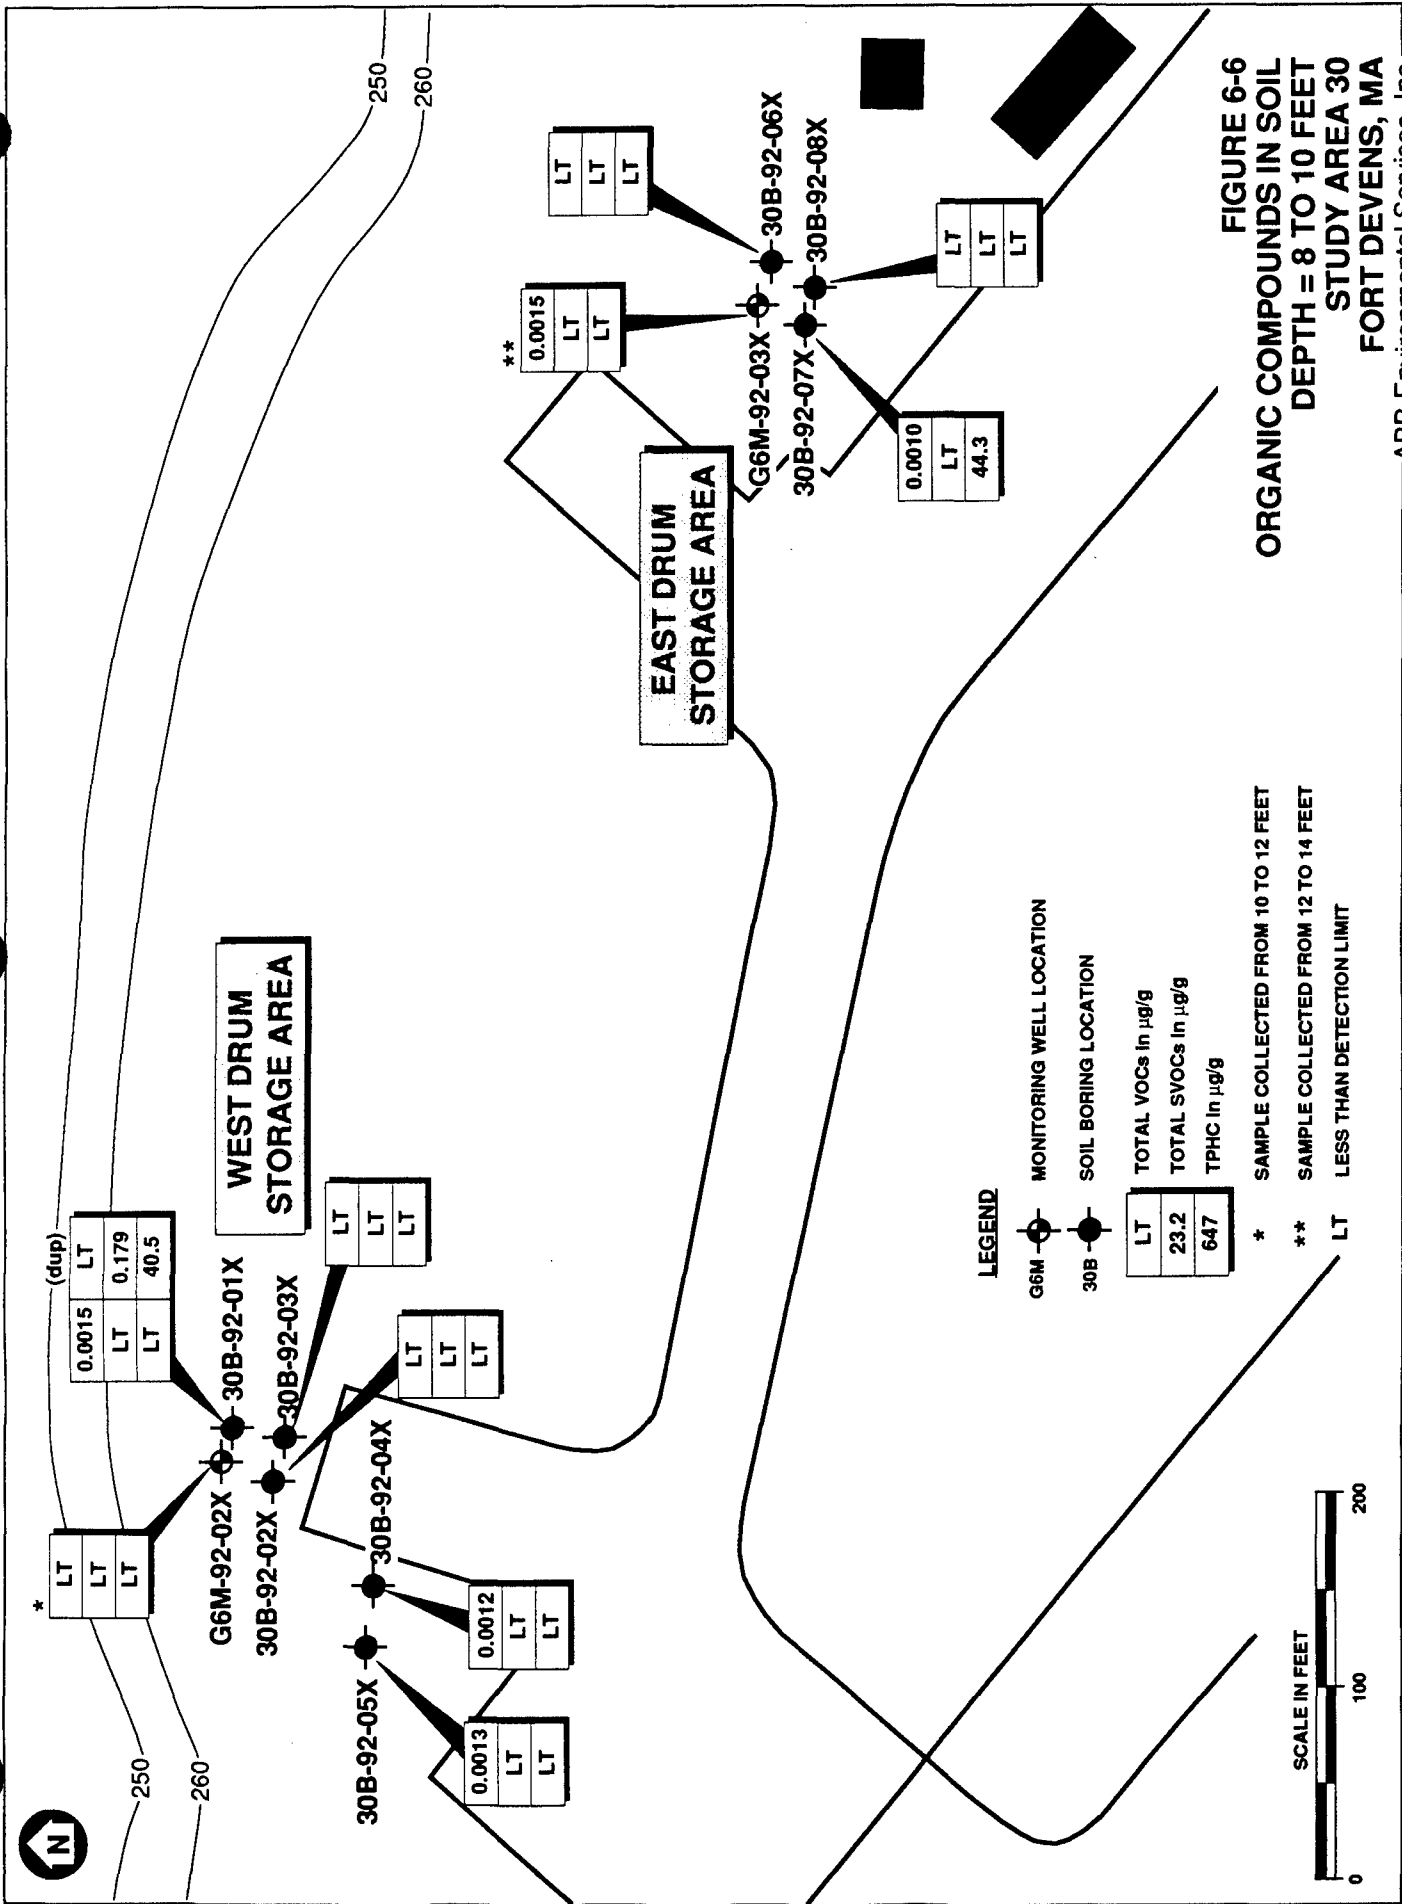 N
250
260
250
260
*
LT
LT
LT
(dup)
0.0015 LT
LT 0.179
LT 40.5
G6M-92-02X
30B-92-01X
30B-92-02X
30B-92-03X
WEST DRUM
STORAGE AREA
LT
LT
LT
LT
LT
LT
30B-92-05X
30B-92-04X
0.0013
LT
LT
0.0012
LT
LT
EAST DRUM
STORAGE AREA
**
0.0015
LT
LT
LT
LT
LT
G6M-92-03X
30B-92-06X
30B-92-07X
30B-92-08X
0.0010
LT
44.3
LT
LT
LT
LEGEND
G6M MONITORING WELL LOCATION
30B SOIL BORING LOCATION
LT TOTAL VOCs in µg/g
23.2 TOTAL SVOCs in µg/g
647 TPHC in µg/g
* SAMPLE COLLECTED FROM 10 TO 12 FEET
** SAMPLE COLLECTED FROM 12 TO 14 FEET
LT LESS THAN DETECTION LIMIT
SCALE IN FEET
0 100 200
FIGURE 6-6
ORGANIC COMPOUNDS IN SOIL
DEPTH = 8 TO 10 FEET
STUDY AREA 30
FORT DEVENS, MA
Environmental Services, Inc.